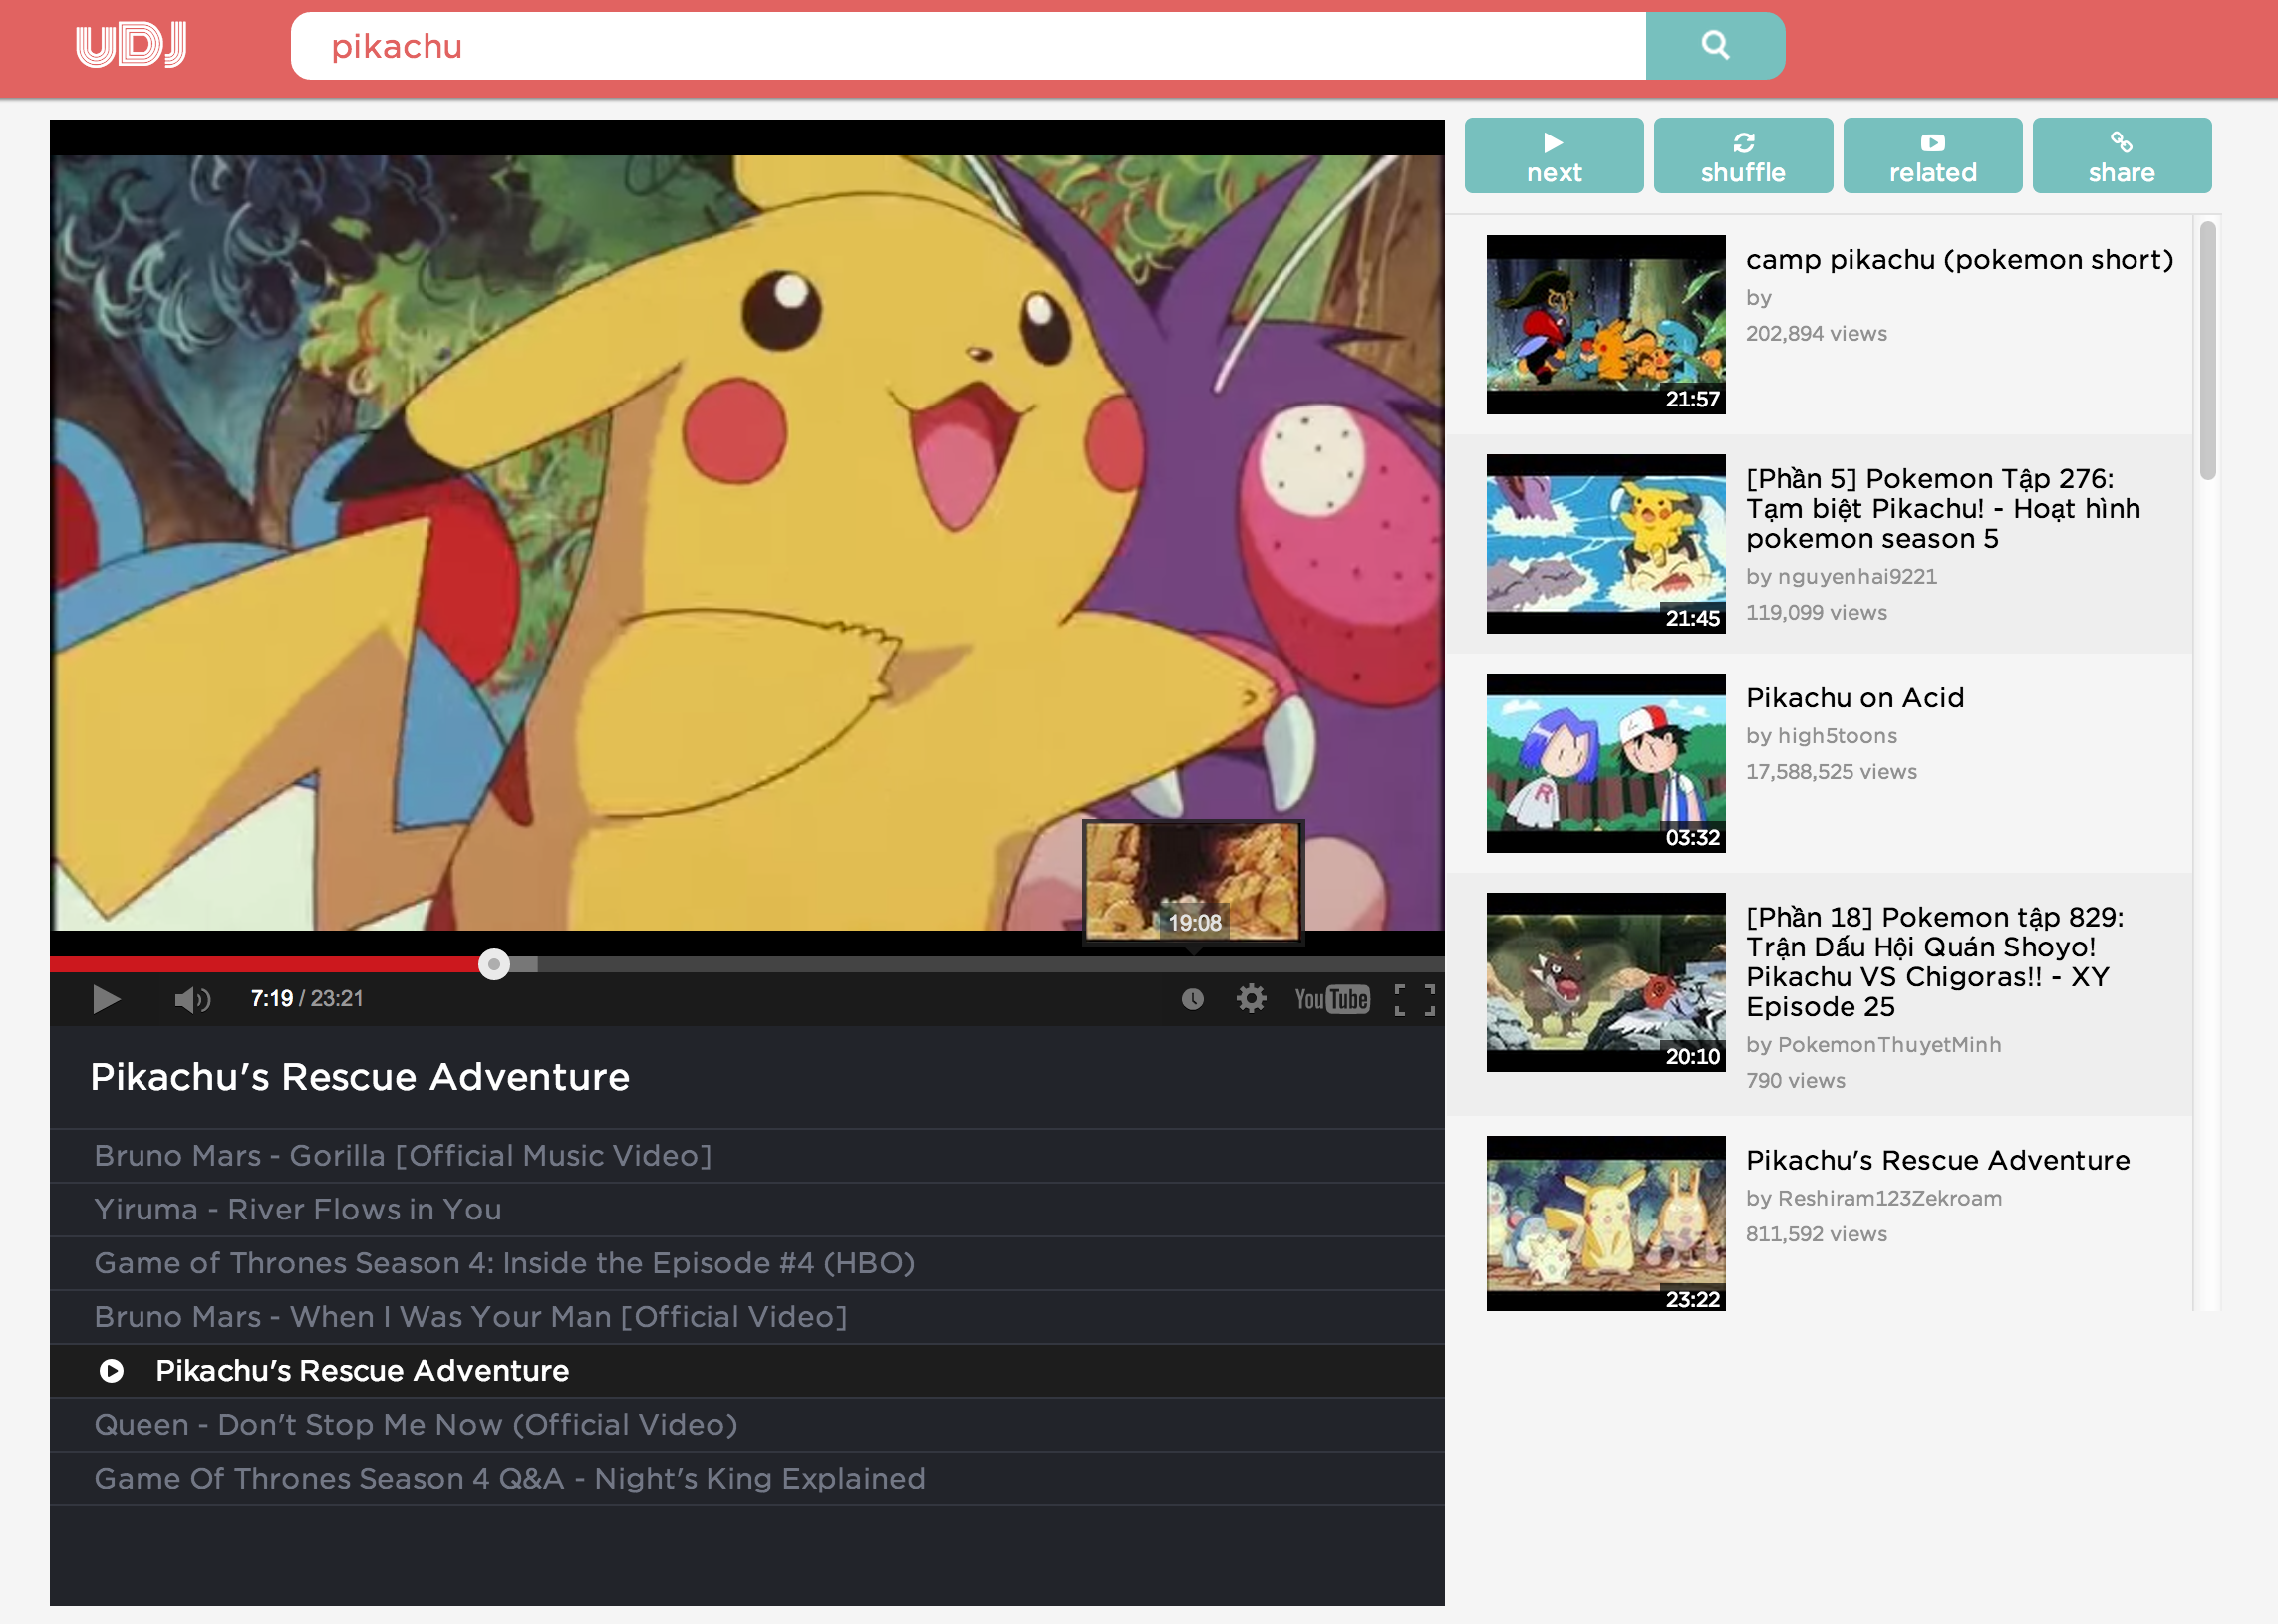 UDJ
pikachu
next
shuffle
related
share
19:08
7:19 / 23:21
YouTube
Pikachu's Rescue Adventure
Bruno Mars - Gorilla [Official Music Video]
Yiruma - River Flows in You
Game of Thrones Season 4: Inside the Episode #4 (HBO)
Bruno Mars - When I Was Your Man [Official Video]
Pikachu's Rescue Adventure
Queen - Don't Stop Me Now (Official Video)
Game Of Thrones Season 4 Q&A - Night's King Explained
21:57
camp pikachu (pokemon short)
by
202,894 views
21:45
[Phần 5] Pokemon Tập 276:
Tạm biệt Pikachu! - Hoạt hình
pokemon season 5
by nguyenhai9221
119,099 views
R
03:32
Pikachu on Acid
by high5toons
17,588,525 views
20:10
[Phần 18] Pokemon tập 829:
Trận Dấu Hội Quán Shoyo!
Pikachu VS Chigoras!! - XY
Episode 25
by PokemonThuyetMinh
790 views
23:22
Pikachu's Rescue Adventure
by Reshiram123Zekroam
811,592 views